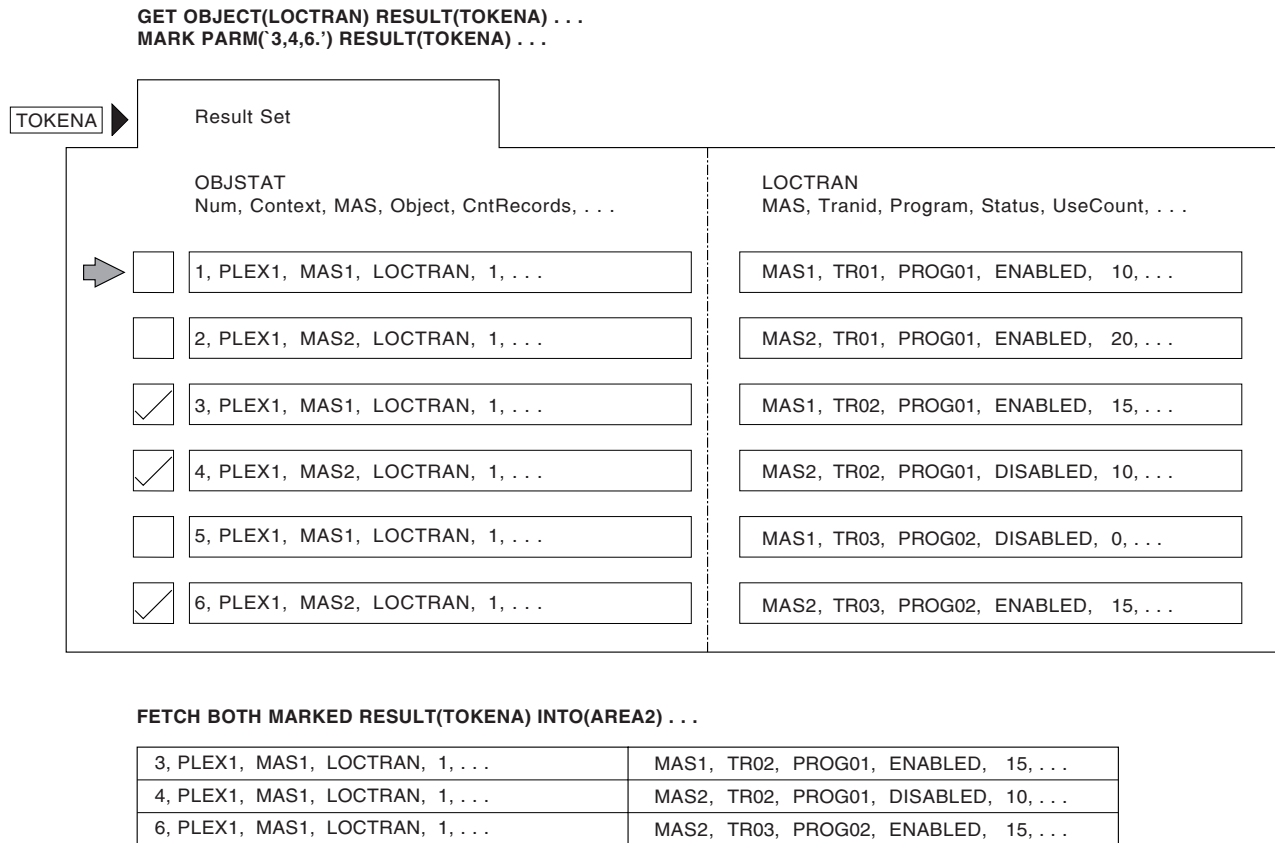 GET OBJECT(LOCTRAN) RESULT(TOKENA) . . .
MARK PARM(`3,4,6.') RESULT(TOKENA) . . .
TOKENA
Result Set
OBJSTAT
Num, Context, MAS, Object, CntRecords, . . .
LOCTRAN
MAS, Tranid, Program, Status, UseCount, . . .
1, PLEX1, MAS1, LOCTRAN, 1, . . .
MAS1, TR01, PROG01, ENABLED, 10, . . .
2, PLEX1, MAS2, LOCTRAN, 1, . . .
MAS2, TR01, PROG01, ENABLED, 20, . . .
3, PLEX1, MAS1, LOCTRAN, 1, . . .
MAS1, TR02, PROG01, ENABLED, 15, . . .
4, PLEX1, MAS2, LOCTRAN, 1, . . .
MAS2, TR02, PROG01, DISABLED, 10, . . .
5, PLEX1, MAS1, LOCTRAN, 1, . . .
MAS1, TR03, PROG02, DISABLED, 0, . . .
6, PLEX1, MAS2, LOCTRAN, 1, . . .
MAS2, TR03, PROG02, ENABLED, 15, . . .
FETCH BOTH MARKED RESULT(TOKENA) INTO(AREA2) . . .
3, PLEX1, MAS1, LOCTRAN, 1, . . .
MAS1, TR02, PROG01, ENABLED, 15, . . .
4, PLEX1, MAS1, LOCTRAN, 1, . . .
MAS2, TR02, PROG01, DISABLED, 10, . . .
6, PLEX1, MAS1, LOCTRAN, 1, . . .
MAS2, TR03, PROG02, ENABLED, 15, . . .